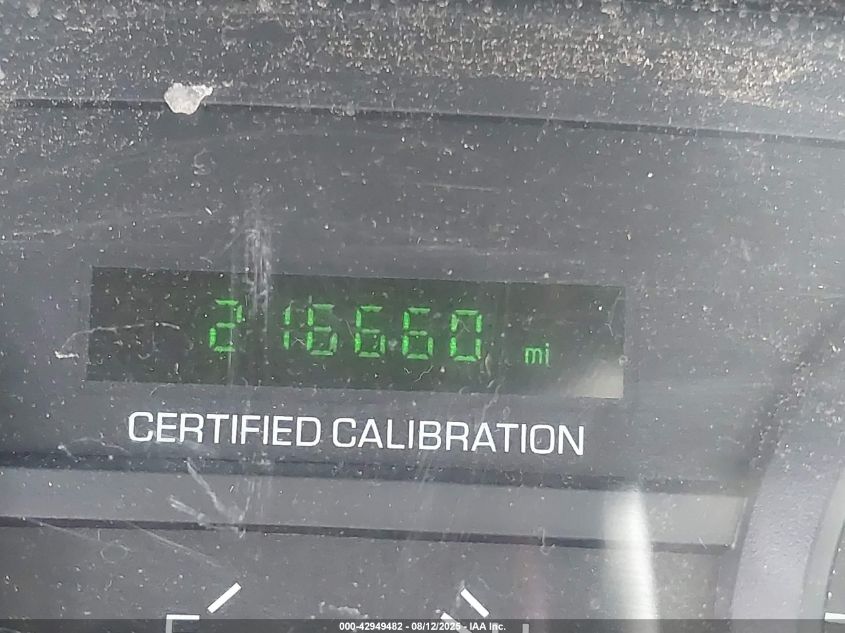 216660 mi
CERTIFIED CALIBRATION
000-42949482 - 08/12/2025 - IAA Inc.